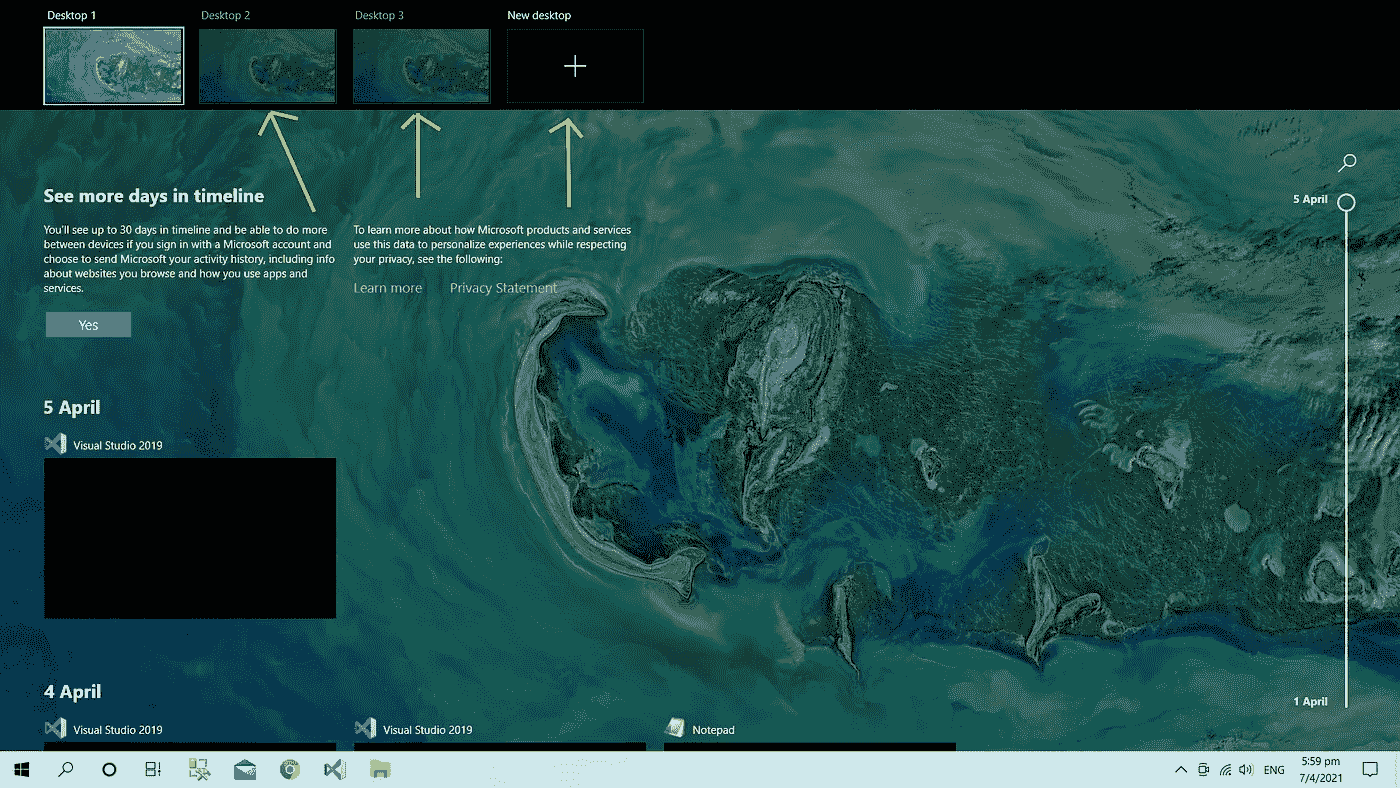 Desktop 1
Desktop 2
Desktop 3
New desktop
See more days in timeline
You'll see up to 30 days in timeline and be able to do more
between devices if you sign in with a Microsoft account and
choose to send Microsoft your activity history, including info
about websites you browse and how you use apps and
services.
Yes
To learn more about how Microsoft products and services
use this data to personalize experiences while respecting
your privacy, see the following:
Learn more
Privacy Statement
5 April
1 April
5 April
Visual Studio 2019
4 April
Visual Studio 2019
Visual Studio 2019
Notepad
ENG
5:59 pm
7/4/2021